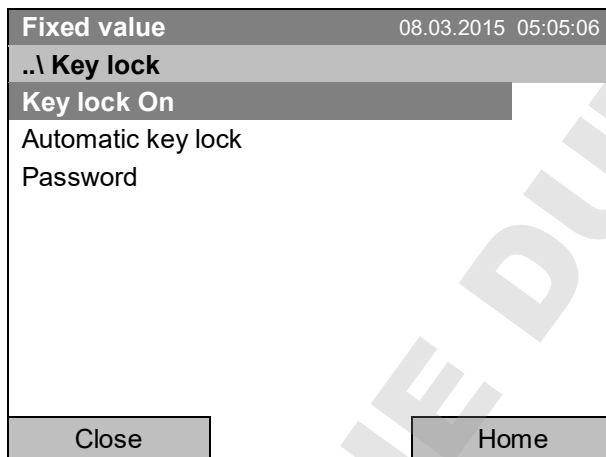 Fixed value 08.03.2015 05:05:06
..\ Key lock
Key lock On
Automatic key lock
Password
Close Home